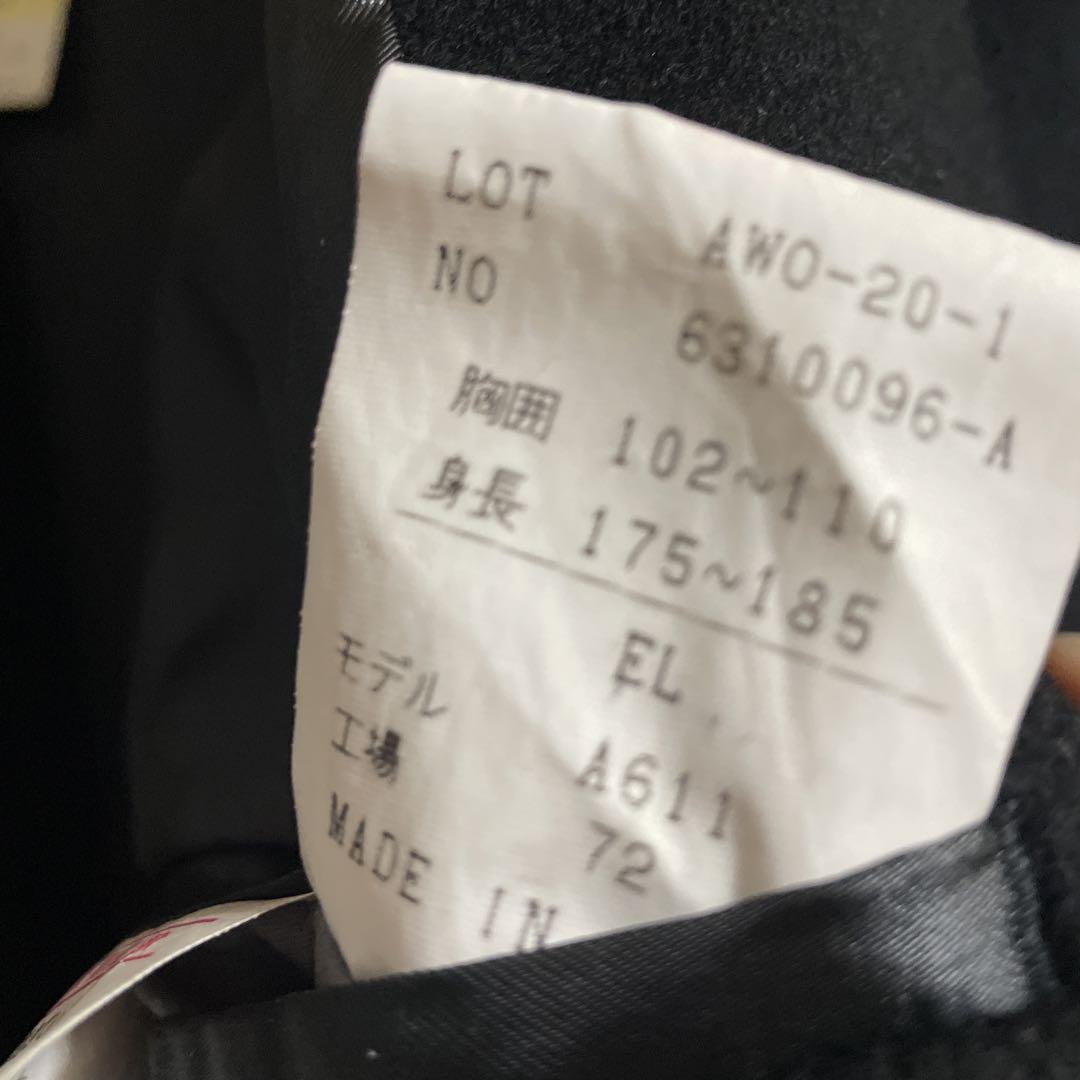 LOT AWO-20-1
NO 6310096-A
胸囲 102~110
身長 175~185
EL
モデル A611
工場 72
MADE IN